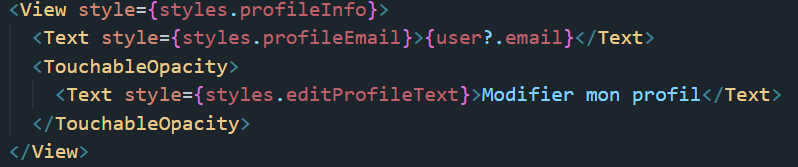 <View style={styles.profileInfo}>
<Text style={styles.profileEmail}>{user?.email}</Text>
<TouchableOpacity>
<Text style={styles.editProfileText}>Modifier mon profil</Text>
</TouchableOpacity>
</View>